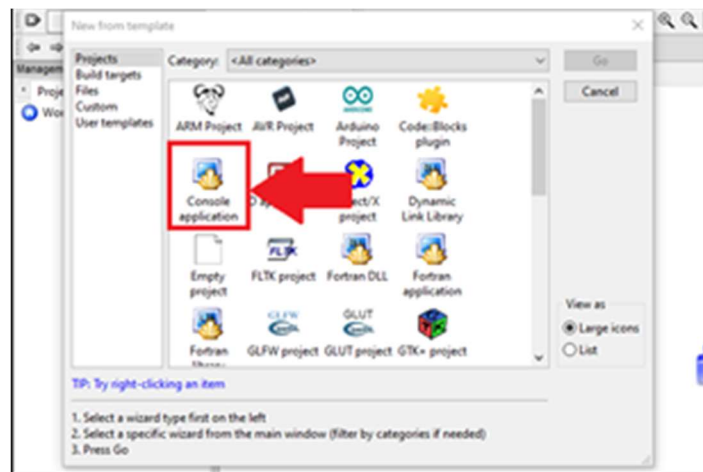 New from template
Managem
Proje
Wor
Projects
Build targets
Files
Custom
User templates
Category: <All categories>
Go
Cancel
ARM Project
AVR Project
Arduino
Project
Code::Blocks
plugin
Console
application
project
Dynamic
Link Library
Empty
project
FLTK project
Fortran DLL
Fortran
application
Fortran
GLFW project
GLUT project
GTK+ project
View as
Large icons
List
TIP: Try right-clicking an item
1. Select a wizard type first on the left
2. Select a specific wizard from the main window (filter by categories if needed)
3. Press Go